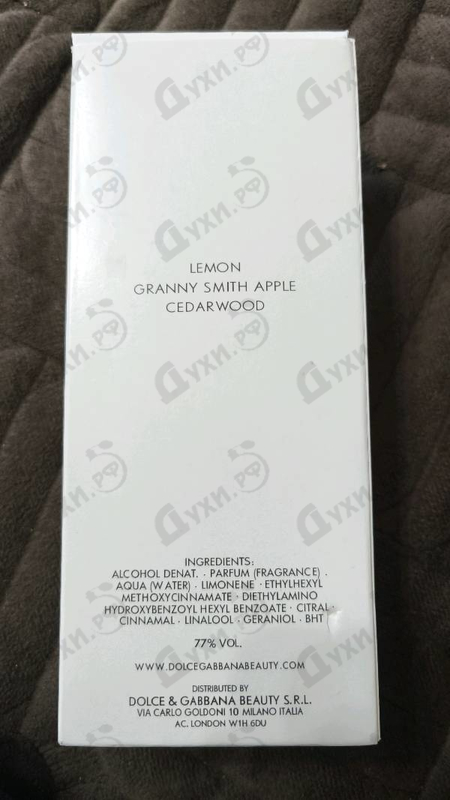 LEMON
GRANNY SMITH APPLE
CEDARWOOD
INGREDIENTS:
ALCOHOL DENAT. · PARFUM (FRAGRANCE) ·
AQUA (WATER) · LIMONENE · ETHYLHEXYL
METHOXYCINNAMATE · DIETHYLAMINO
HYDROXYBENZOYL HEXYL BENZOATE · CITRAL ·
CINNAMAL · LINALOOL · GERANIOL · BHT
77% VOL.
WWW.DOLCEGABBANABEAUTY.COM
DISTRIBUTED BY
DOLCE & GABBANA BEAUTY S.R.L.
VIA CARLO GOLDONI 10 MILANO ITALIA
AC. LONDON W1H 6DU
Духи.рф